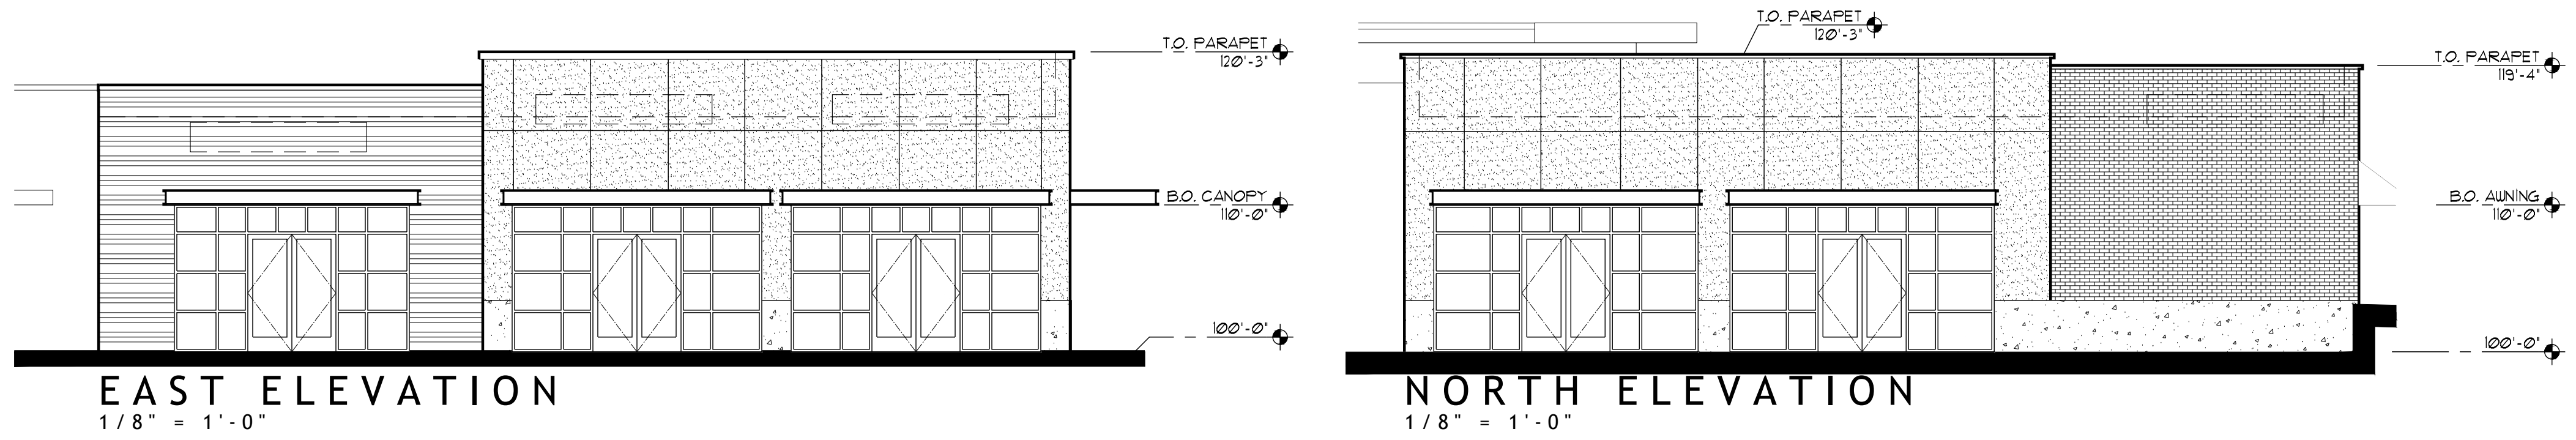 T.O. PARAPET
120'-3"
B.O. CANOPY
110'-0"
100'-0"
EAST ELEVATION
1/8" = 1'-0"
T.O. PARAPET
120'-3"
T.O. PARAPET
119'-4"
B.O. AWNING
110'-0"
100'-0"
NORTH ELEVATION
1/8" = 1'-0"